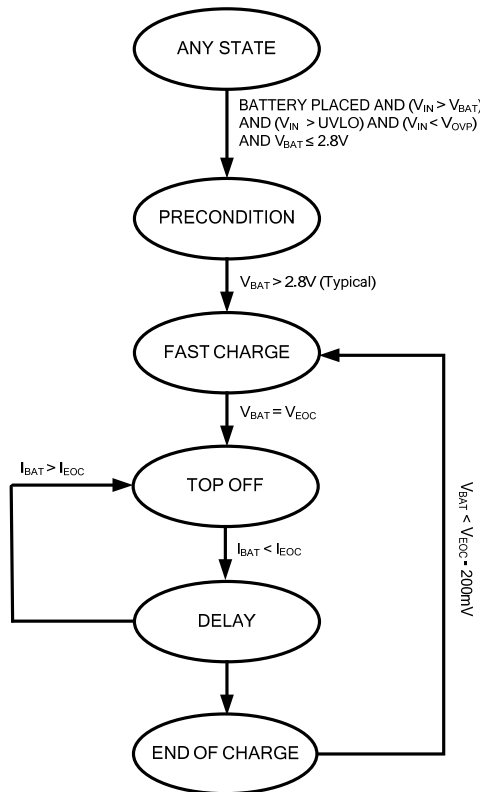 ANY STATE
BATTERY PLACED AND (VIN > VBAT)
AND (VIN > UVLO) AND (VIN < VOVP)
AND VBAT ≤ 2.8V
PRECONDITION
VBAT > 2.8V (Typical)
FAST CHARGE
VBAT = VEOC
IBAT > IEOC
TOP OFF
IBAT < IEOC
VBAT < VEOC - 200mV
DELAY
END OF CHARGE